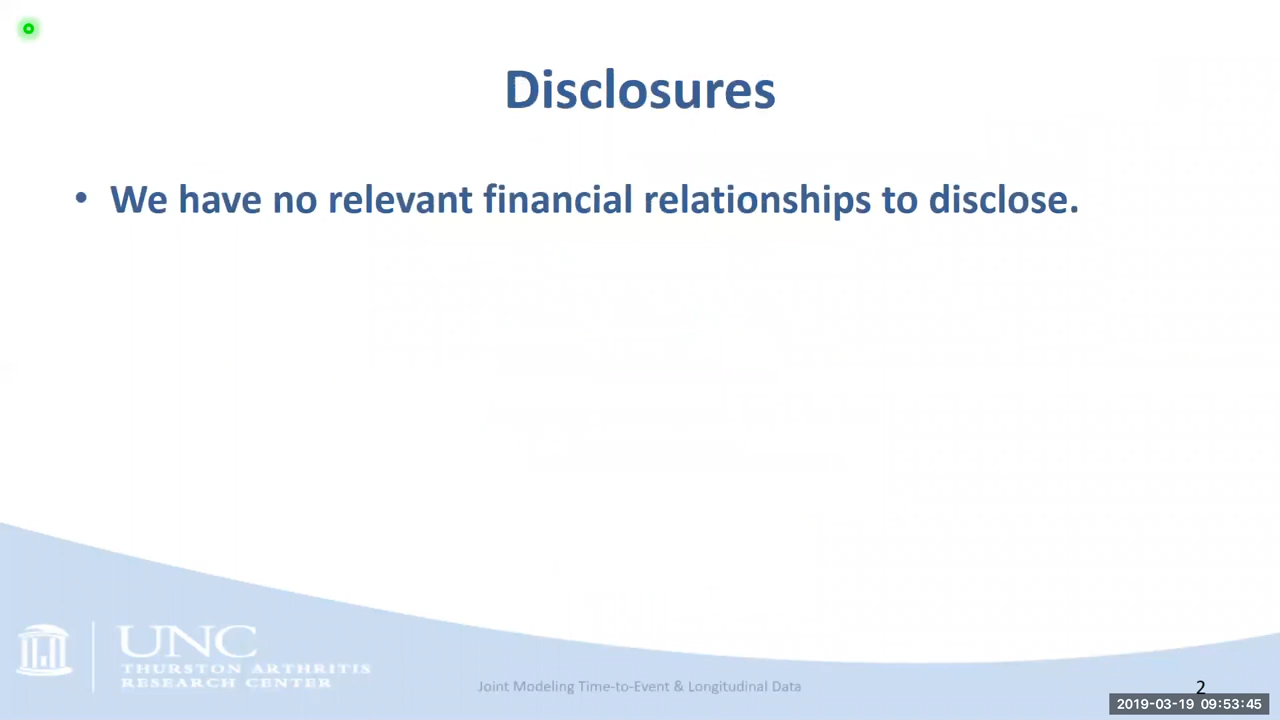 Disclosures
• We have no relevant financial relationships to disclose.
UNC
THURSTON ARTHRITIS
RESEARCH CENTER
Joint Modeling Time-to-Event & Longitudinal Data
2
2019-03-19 09:53:45